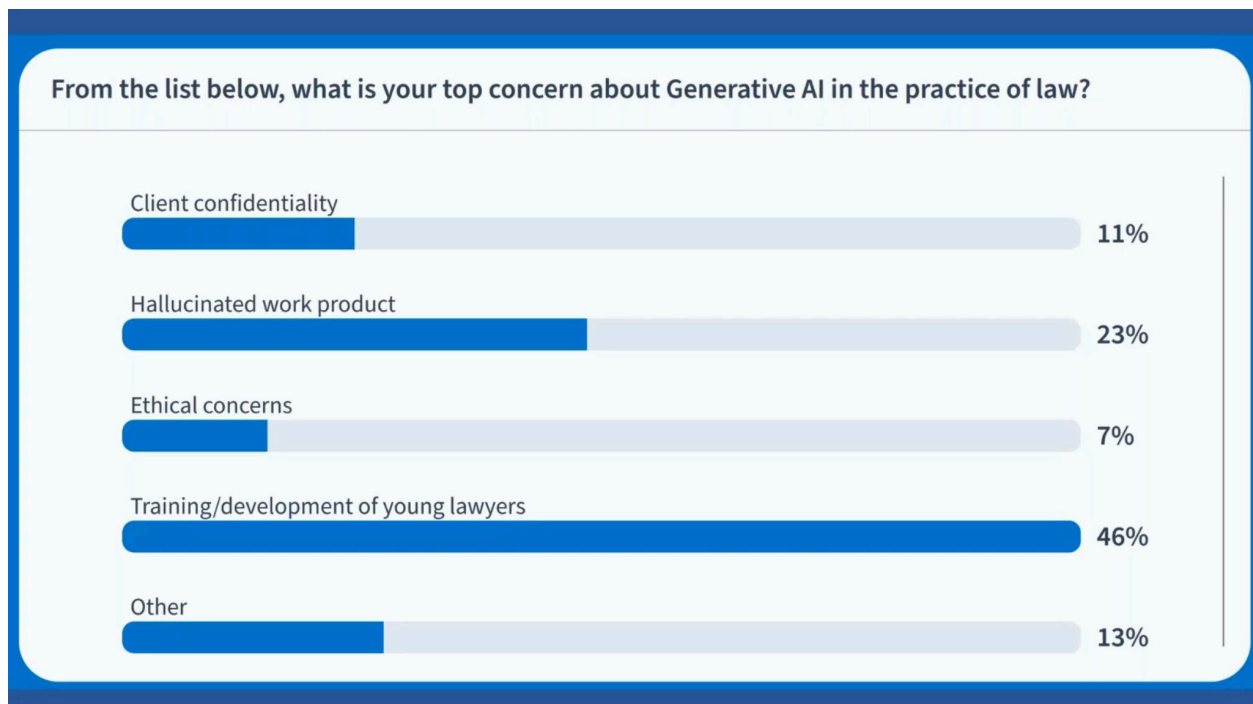 From the list below, what is your top concern about Generative AI in the practice of law?
Client confidentiality
11%
Hallucinated work product
23%
Ethical concerns
7%
Training/development of young lawyers
46%
Other
13%